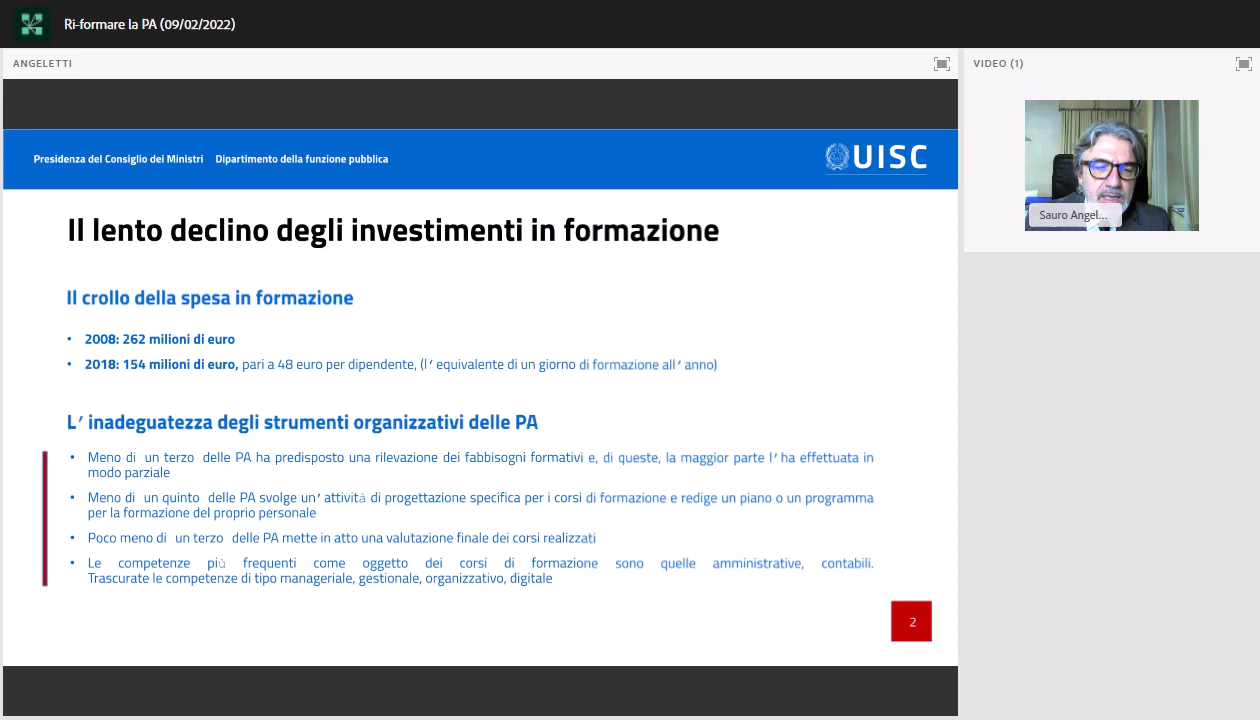 Ri-formare la PA (09/02/2022)
ANGELETTI
VIDEO (1)
Presidenza del Consiglio dei Ministri Dipartimento della funzione pubblica
UISC
Sauro Angel...
Il lento declino degli investimenti in formazione
Il crollo della spesa in formazione
• 2008: 262 milioni di euro
• 2018: 154 milioni di euro, pari a 48 euro per dipendente, (l’ equivalente di un giorno di formazione all’ anno)
L’ inadeguatezza degli strumenti organizzativi delle PA
• Meno di un terzo delle PA ha predisposto una rilevazione dei fabbisogni formativi e, di queste, la maggior parte l’ ha effettuata in
modo parziale
• Meno di un quinto delle PA svolge un’ attività di progettazione specifica per i corsi di formazione e redige un piano o un programma
per la formazione del proprio personale
• Poco meno di un terzo delle PA mette in atto una valutazione finale dei corsi realizzati
• Le competenze più frequenti come oggetto dei corsi di formazione sono quelle amministrative, contabili.
Trascurate le competenze di tipo manageriale, gestionale, organizzativo, digitale
2